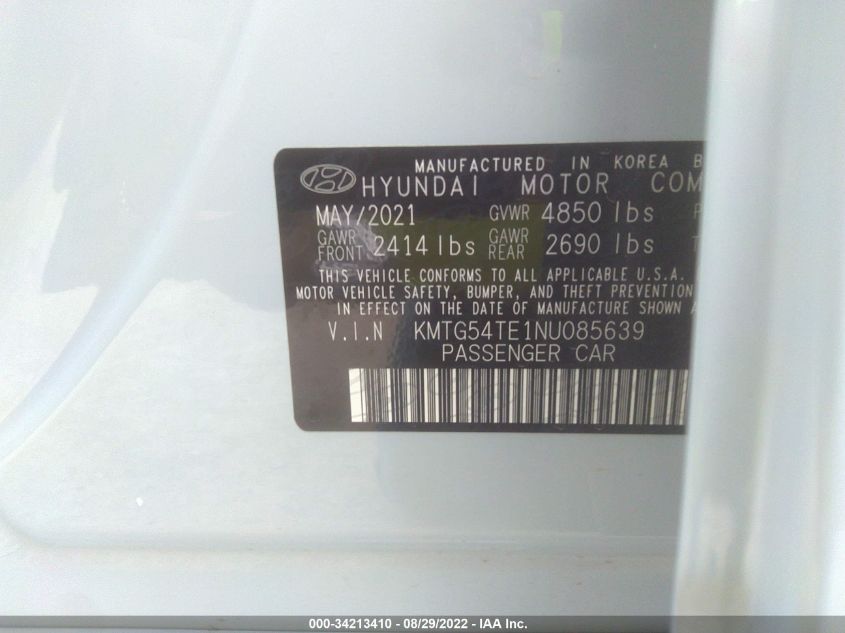 MANUFACTURED IN KOREA B
HYUNDAI MOTOR COM
MAY/2021 GVWR 4850 lbs P
GAWR FRONT 2414 lbs GAWR REAR 2690 lbs T
THIS VEHICLE CONFORMS TO ALL APPLICABLE U.S.A.
MOTOR VEHICLE SAFETY, BUMPER, AND THEFT PREVENTION
IN EFFECT ON THE DATE OF MANUFACTURE SHOWN A
V.I.N KMTG54TE1NU085639
PASSENGER CAR
000-34213410 - 08/29/2022 - IAA Inc.